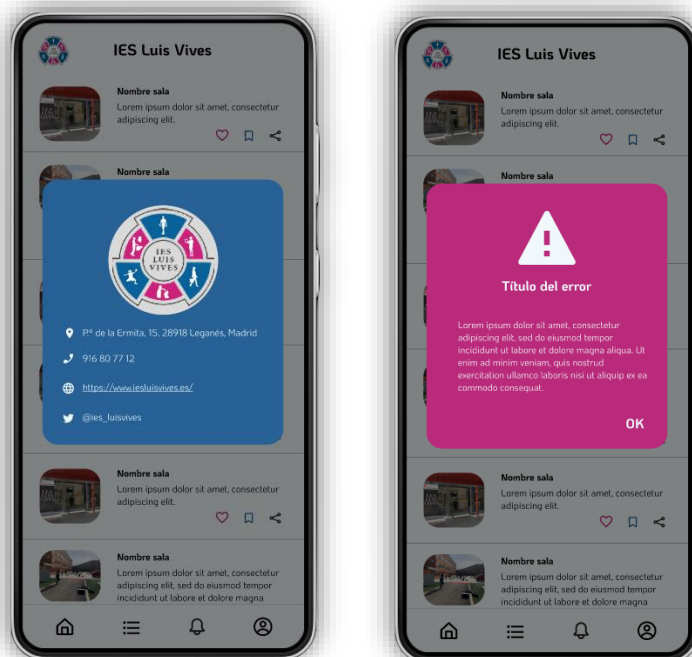 IES Luis Vives
Nombre sala
Lorem ipsum dolor sit amet, consectetur
adipiscing elit.
Nombre sala
IES
LUIS
VIVES
P.º de la Ermita, 15, 28918 Leganés, Madrid
916 80 77 12
https://www.iesluisvives.es/
@ies_luisvives
Nombre sala
Lorem ipsum dolor sit amet, consectetur
adipiscing elit.
Nombre sala
Lorem ipsum dolor sit amet, consectetur
adipiscing elit, sed do eiusmod tempor
incididunt ut labore et dolore magna
IES Luis Vives
Nombre sala
Lorem ipsum dolor sit amet, consectetur
adipiscing elit.
Nombre sala
Título del error
Lorem ipsum dolor sit amet, consectetur
adipiscing elit, sed do eiusmod tempor
incididunt ut labore et dolore magna aliqua. Ut
enim ad minim veniam, quis nostrud
exercitation ullamco laboris nisi ut aliquip ex ea
commodo consequat.
OK
Nombre sala
Lorem ipsum dolor sit amet, consectetur
adipiscing elit.
Nombre sala
Lorem ipsum dolor sit amet, consectetur
adipiscing elit, sed do eiusmod tempor
incididunt ut labore et dolore magna